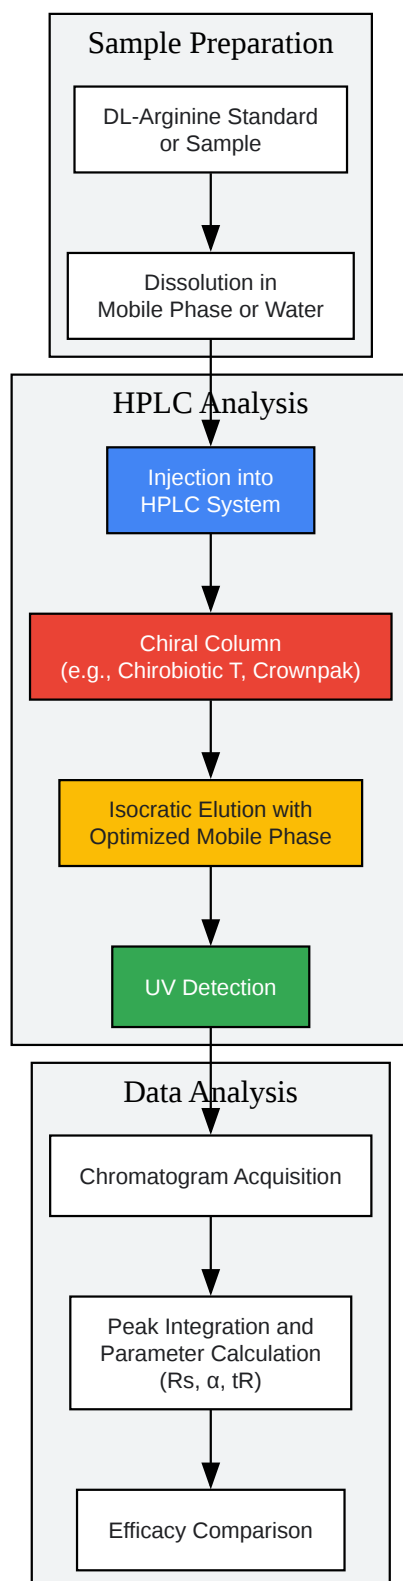 Sample Preparation
DL-Arginine Standard
or Sample
Dissolution in
Mobile Phase or Water
HPLC Analysis
Injection into
HPLC System
Chiral Column
(e.g., Chirobiotic T, Crownpak)
Isocratic Elution with
Optimized Mobile Phase
UV Detection
Data Analysis
Chromatogram Acquisition
Peak Integration and
Parameter Calculation
(Rs, α, tR)
Efficacy Comparison